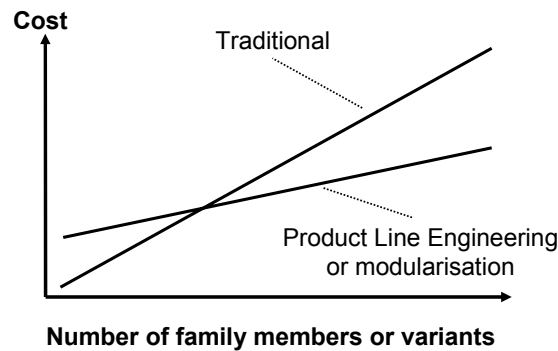 Cost
Traditional
Product Line Engineering
or modularisation
Number of family members or variants